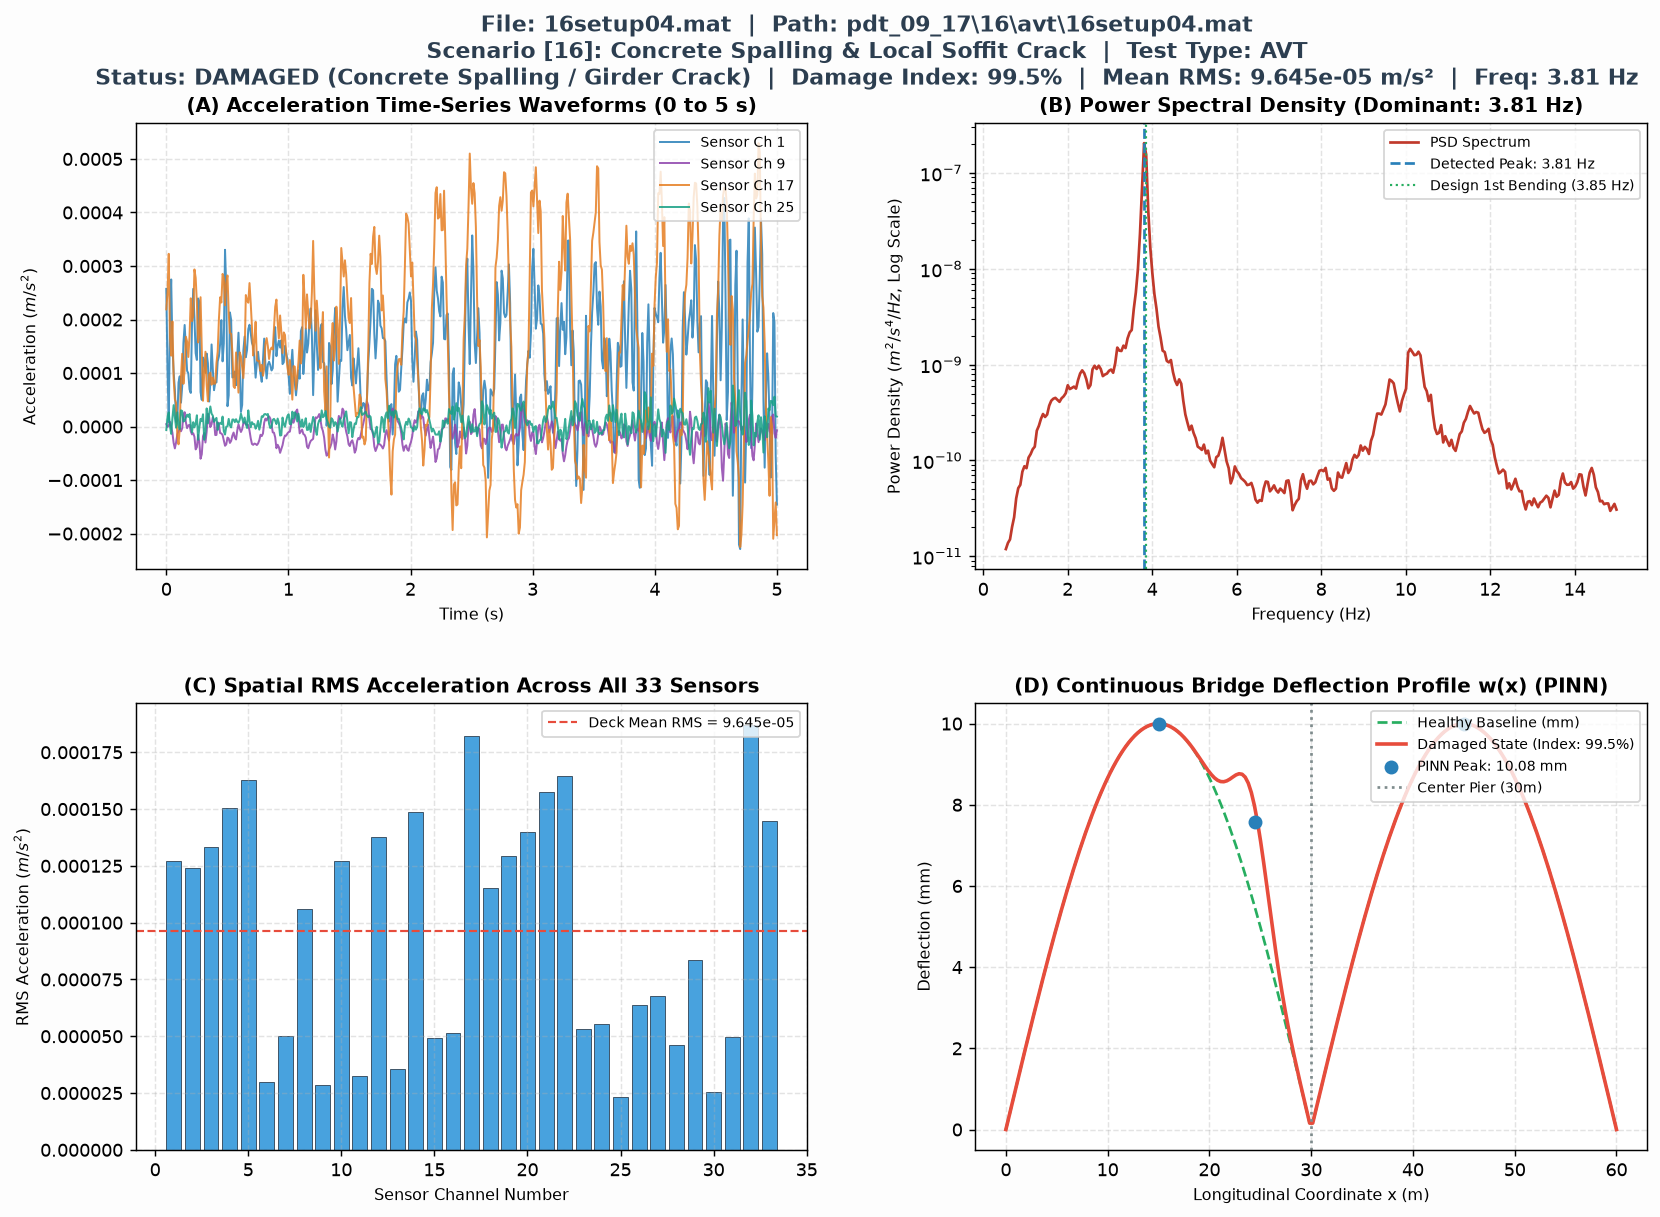 File: 16setup04.mat  |  Path: pdt_09_17\16\avt\16setup04.mat
Scenario [16]: Concrete Spalling & Local Soffit Crack  |  Test Type: AVT
Status: DAMAGED (Concrete Spalling / Girder Crack)  |  Damage Index: 99.5%  |  Mean RMS: 9.645e-05 m/s²  |  Freq: 3.81 Hz
(A) Acceleration Time-Series Waveforms (0 to 5 s)
Sensor Ch 1
Sensor Ch 9
Sensor Ch 17
Sensor Ch 25
Acceleration (m/s²)
0.0005
0.0004
0.0003
0.0002
0.0001
0.0000
−0.0001
−0.0002
0 1 2 3 4 5
Time (s)
(B) Power Spectral Density (Dominant: 3.81 Hz)
PSD Spectrum
Detected Peak: 3.81 Hz
Design 1st Bending (3.85 Hz)
Power Density (m²/s⁴/Hz, Log Scale)
10⁻⁷
10⁻⁸
10⁻⁹
10⁻¹⁰
10⁻¹¹
0 2 4 6 8 10 12 14
Frequency (Hz)
(C) Spatial RMS Acceleration Across All 33 Sensors
Deck Mean RMS = 9.645e-05
RMS Acceleration (m/s²)
0.000175
0.000150
0.000125
0.000100
0.000075
0.000050
0.000025
0.000000
0 5 10 15 20 25 30 35
Sensor Channel Number
(D) Continuous Bridge Deflection Profile w(x) (PINN)
Healthy Baseline (mm)
Damaged State (Index: 99.5%)
PINN Peak: 10.08 mm
Center Pier (30m)
Deflection (mm)
10
8
6
4
2
0
0 10 20 30 40 50 60
Longitudinal Coordinate x (m)